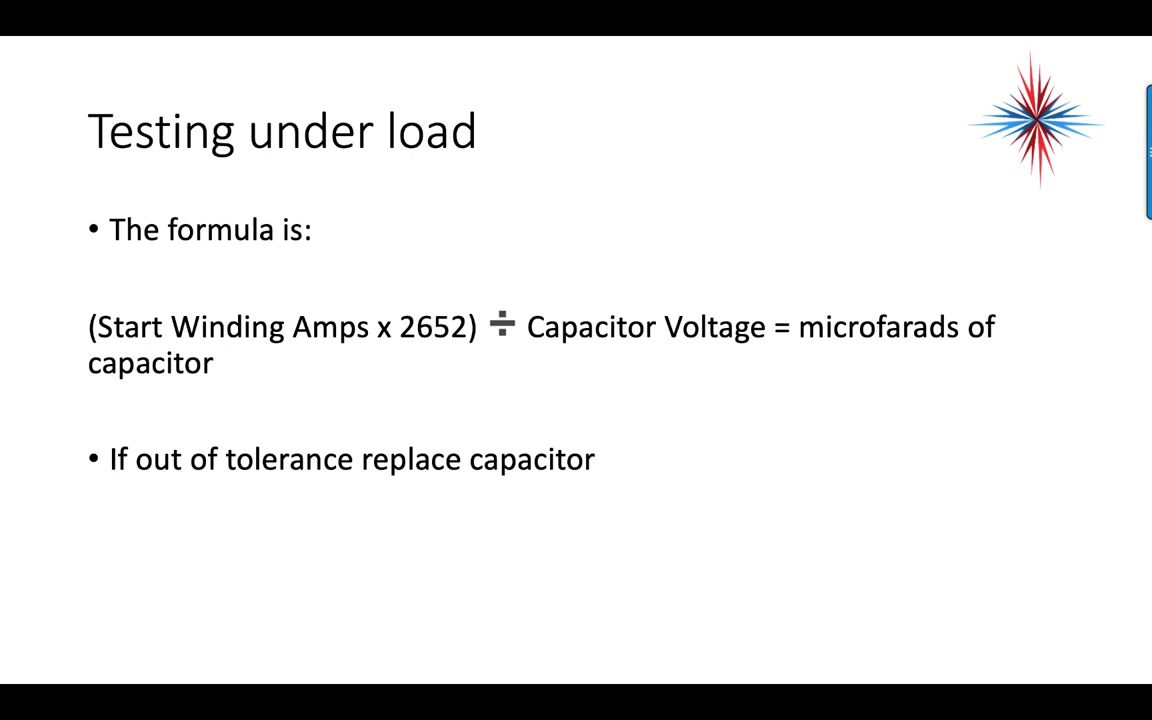 Testing under load
• The formula is:
(Start Winding Amps x 2652) ➗ Capacitor Voltage = microfarads of
capacitor
• If out of tolerance replace capacitor